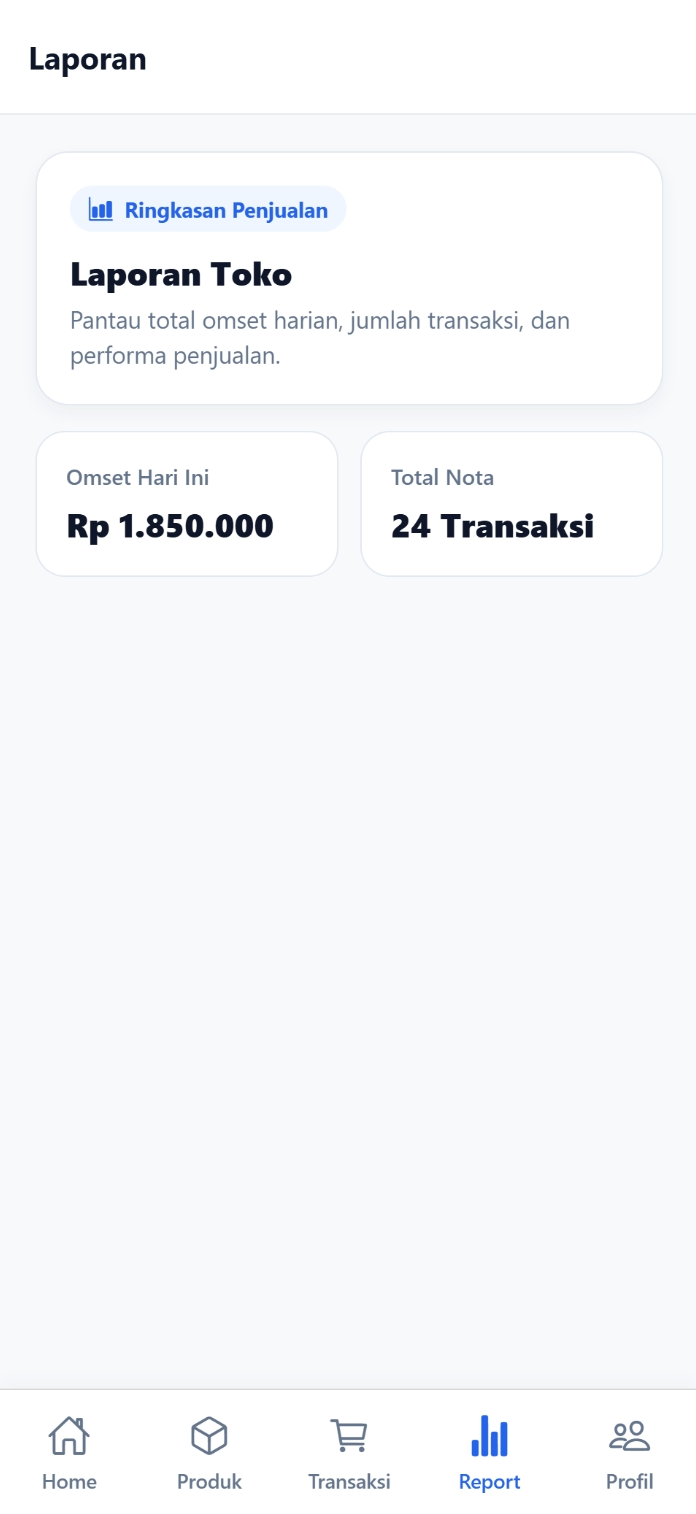 Laporan
Ringkasan Penjualan
Laporan Toko
Pantau total omset harian, jumlah transaksi, dan
performa penjualan.
Omset Hari Ini
Rp 1.850.000
Total Nota
24 Transaksi
Home
Produk
Transaksi
Report
Profil